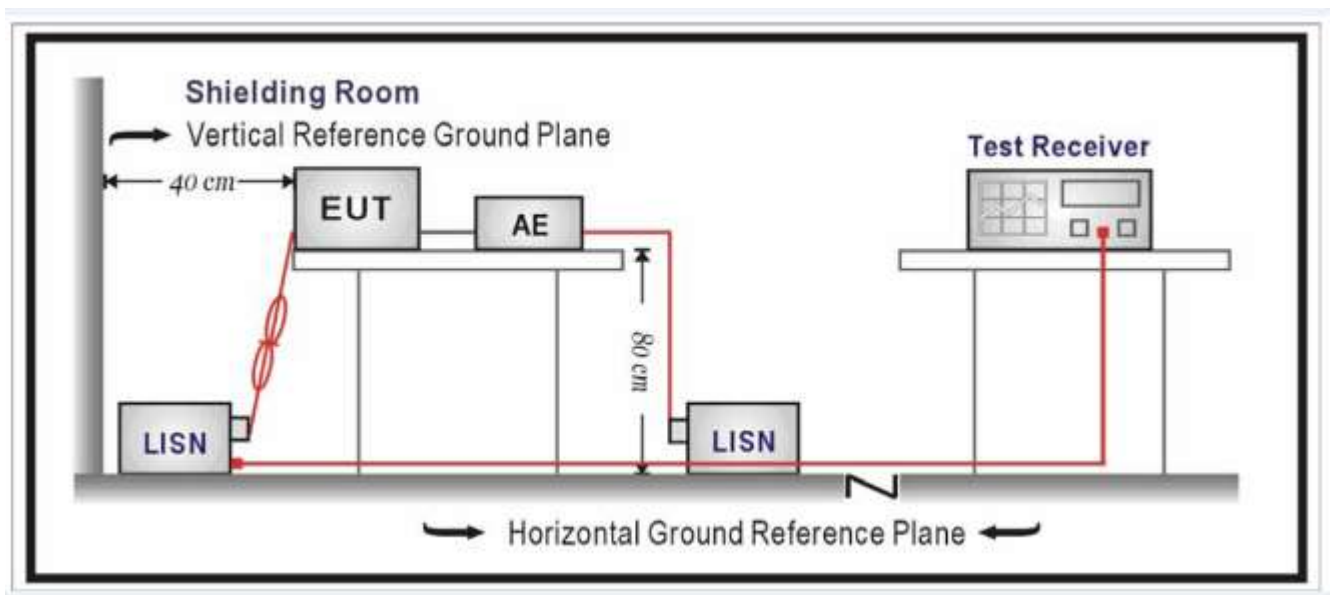 Shielding Room
Vertical Reference Ground Plane
Test Receiver
40 cm
EUT
AE
80 cm
LISN
LISN
Horizontal Ground Reference Plane